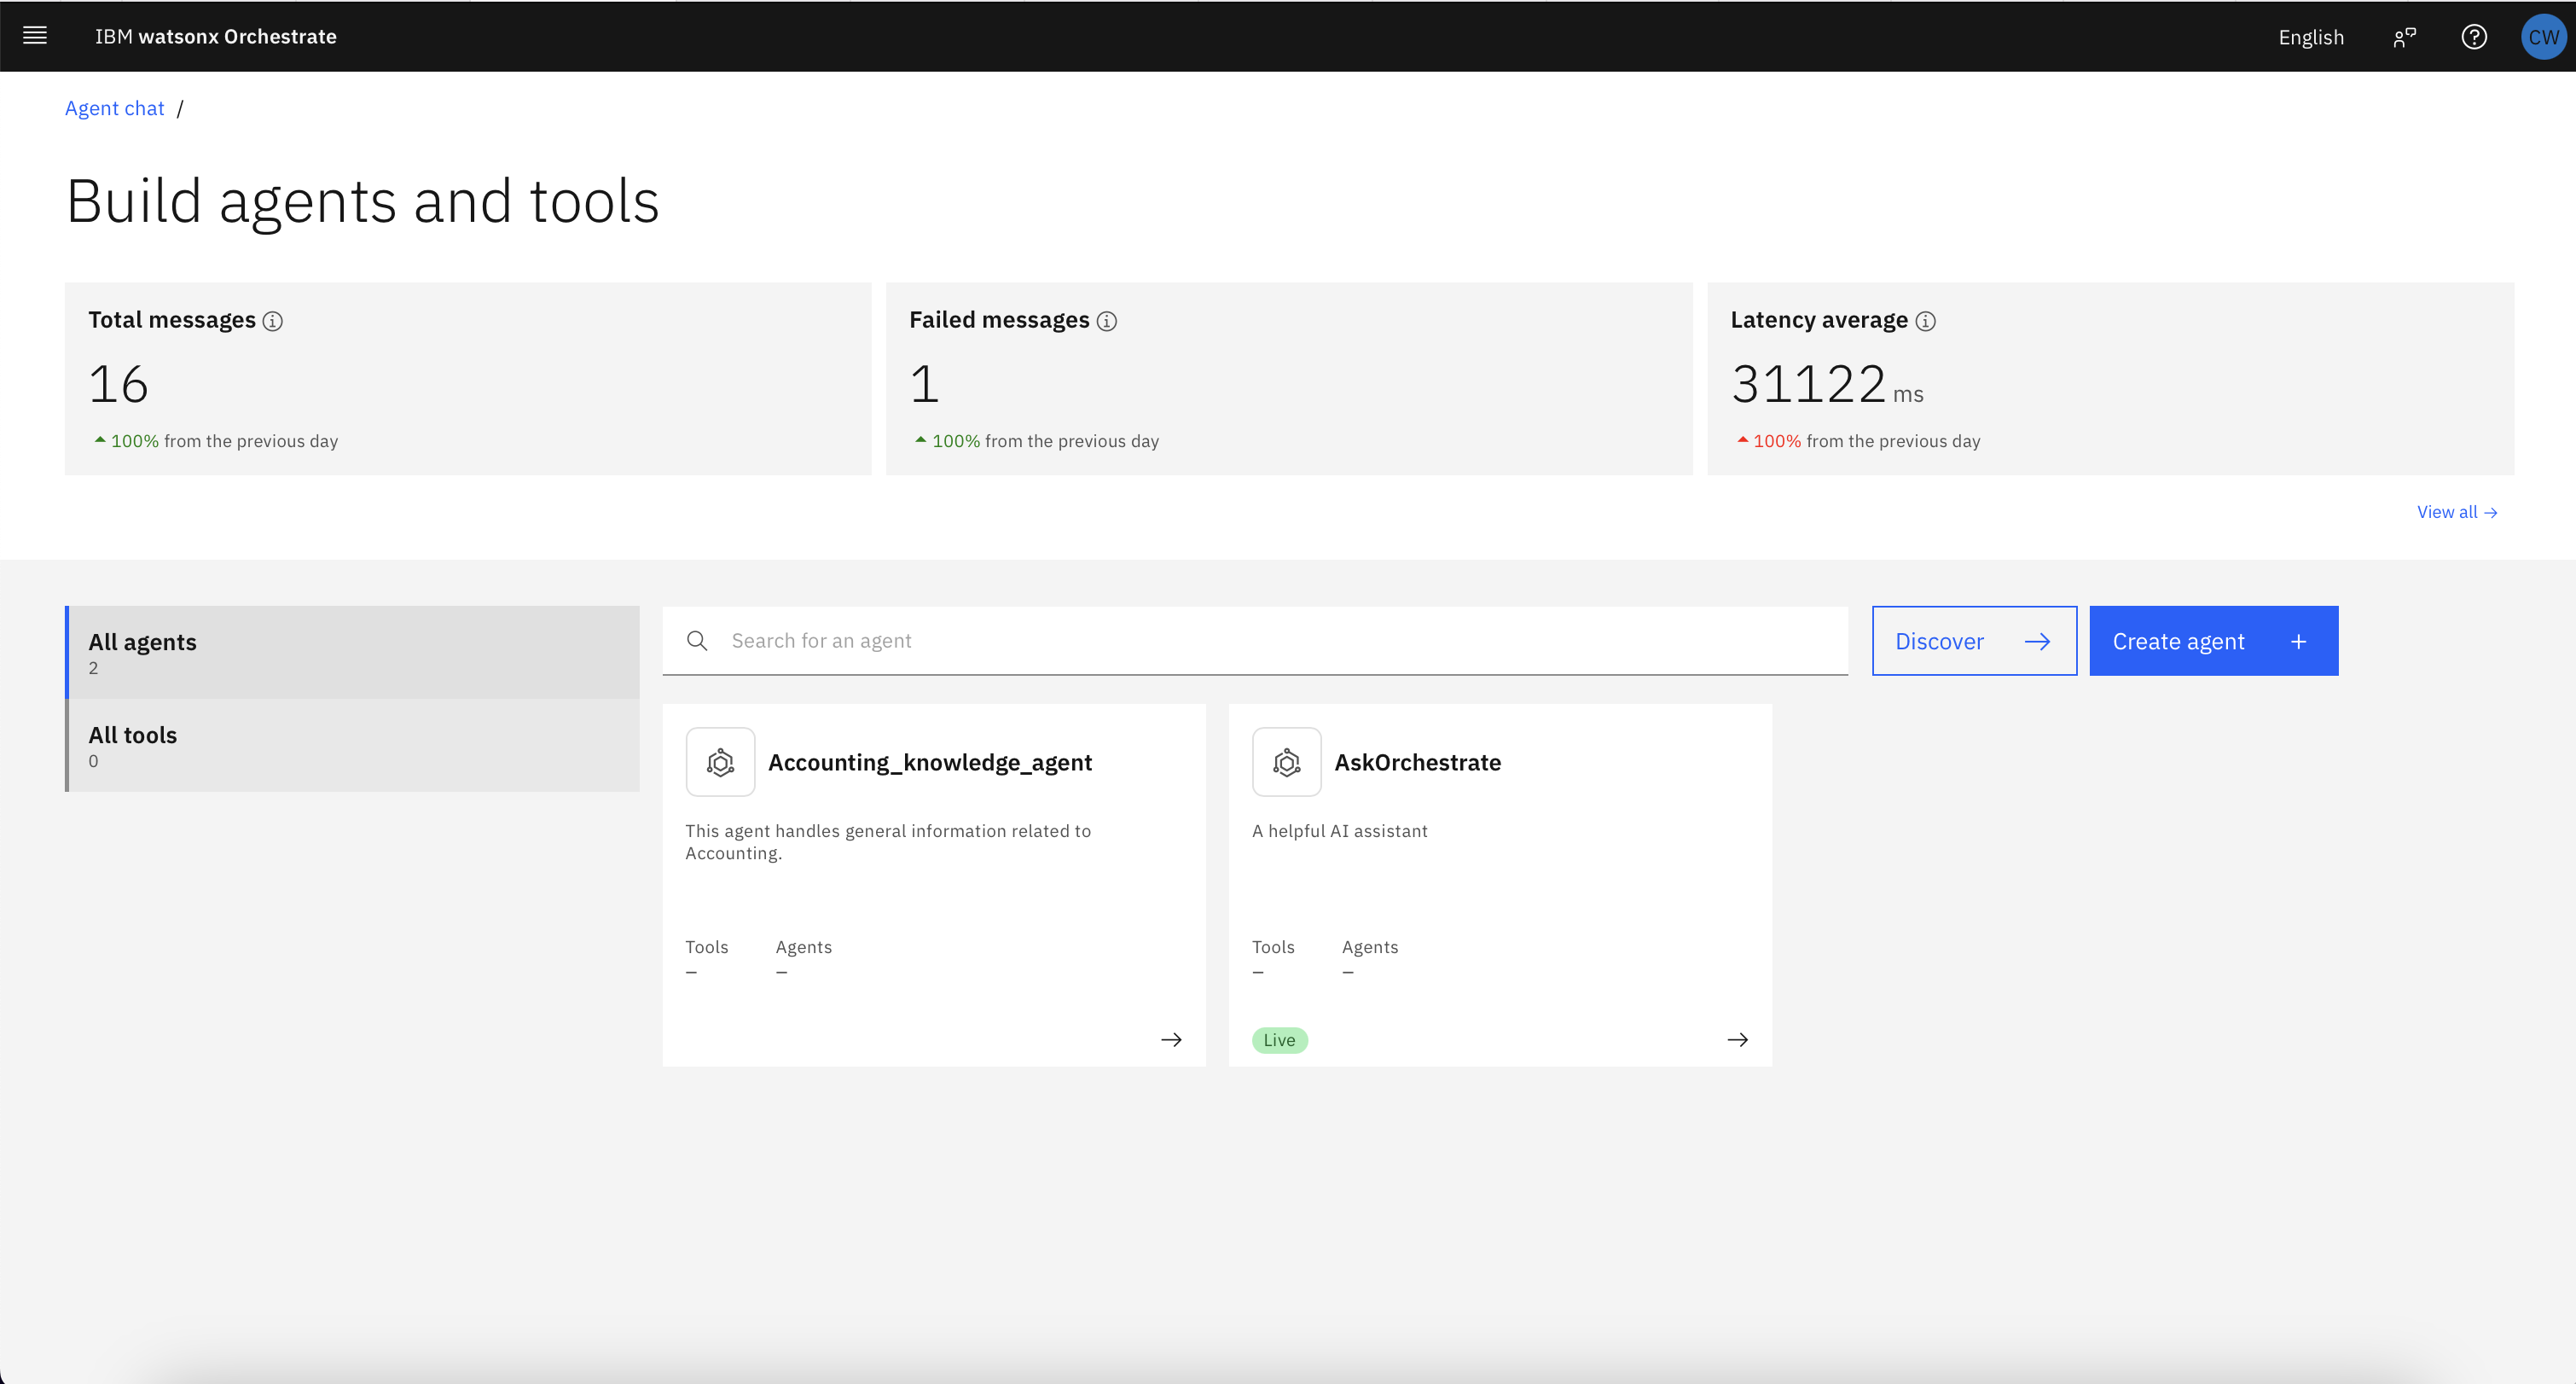 IBM watsonx Orchestrate
English
CW
Agent chat /
Build agents and tools
Total messages
16
100% from the previous day
Failed messages
1
100% from the previous day
Latency average
31122 ms
100% from the previous day
View all →
All agents
2
All tools
0
Search for an agent
Discover →
Create agent +
Accounting_knowledge_agent
This agent handles general information related to
Accounting.
Tools Agents
– –
AskOrchestrate
A helpful AI assistant
Tools Agents
– –
Live